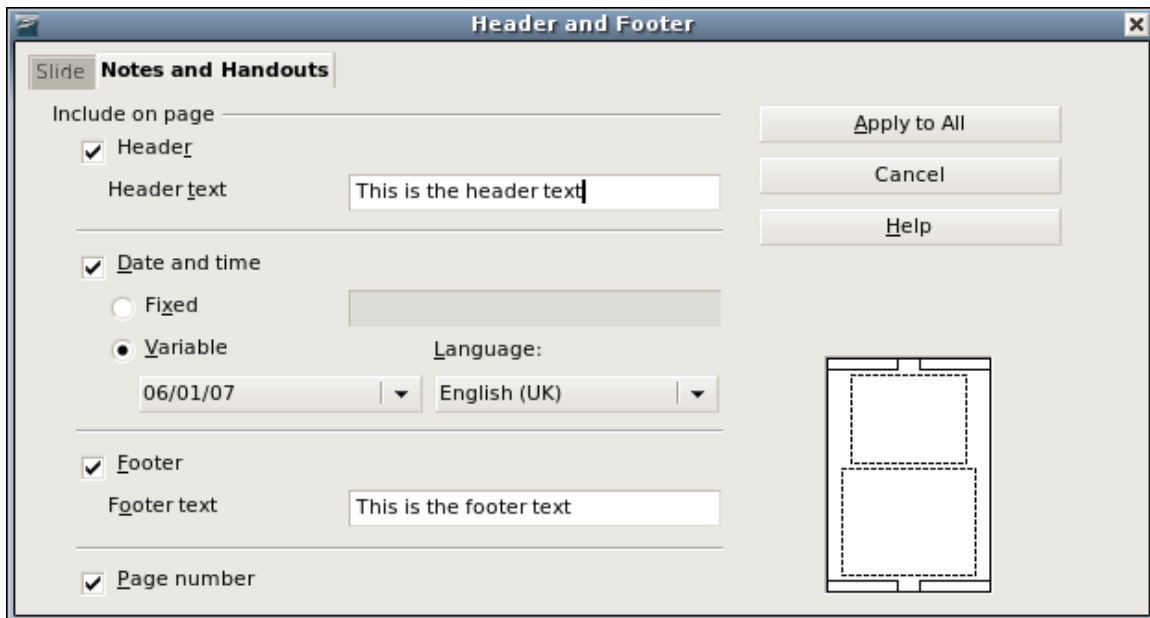 Header and Footer
Slide Notes and Handouts
Include on page
Header
Header text This is the header text
Date and time
Fixed
Variable Language:
06/01/07 English (UK)
Footer
Footer text This is the footer text
Page number
Apply to All
Cancel
Help